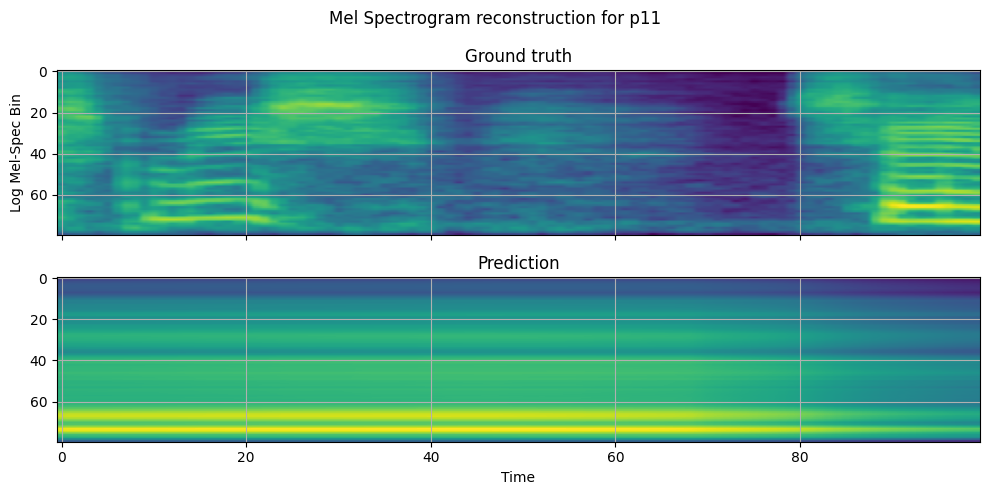 Mel Spectrogram reconstruction for p11
Ground truth
Log Mel-Spec Bin
0
20
40
60
Prediction
0
20
40
60
0 20 40 60 80
Time